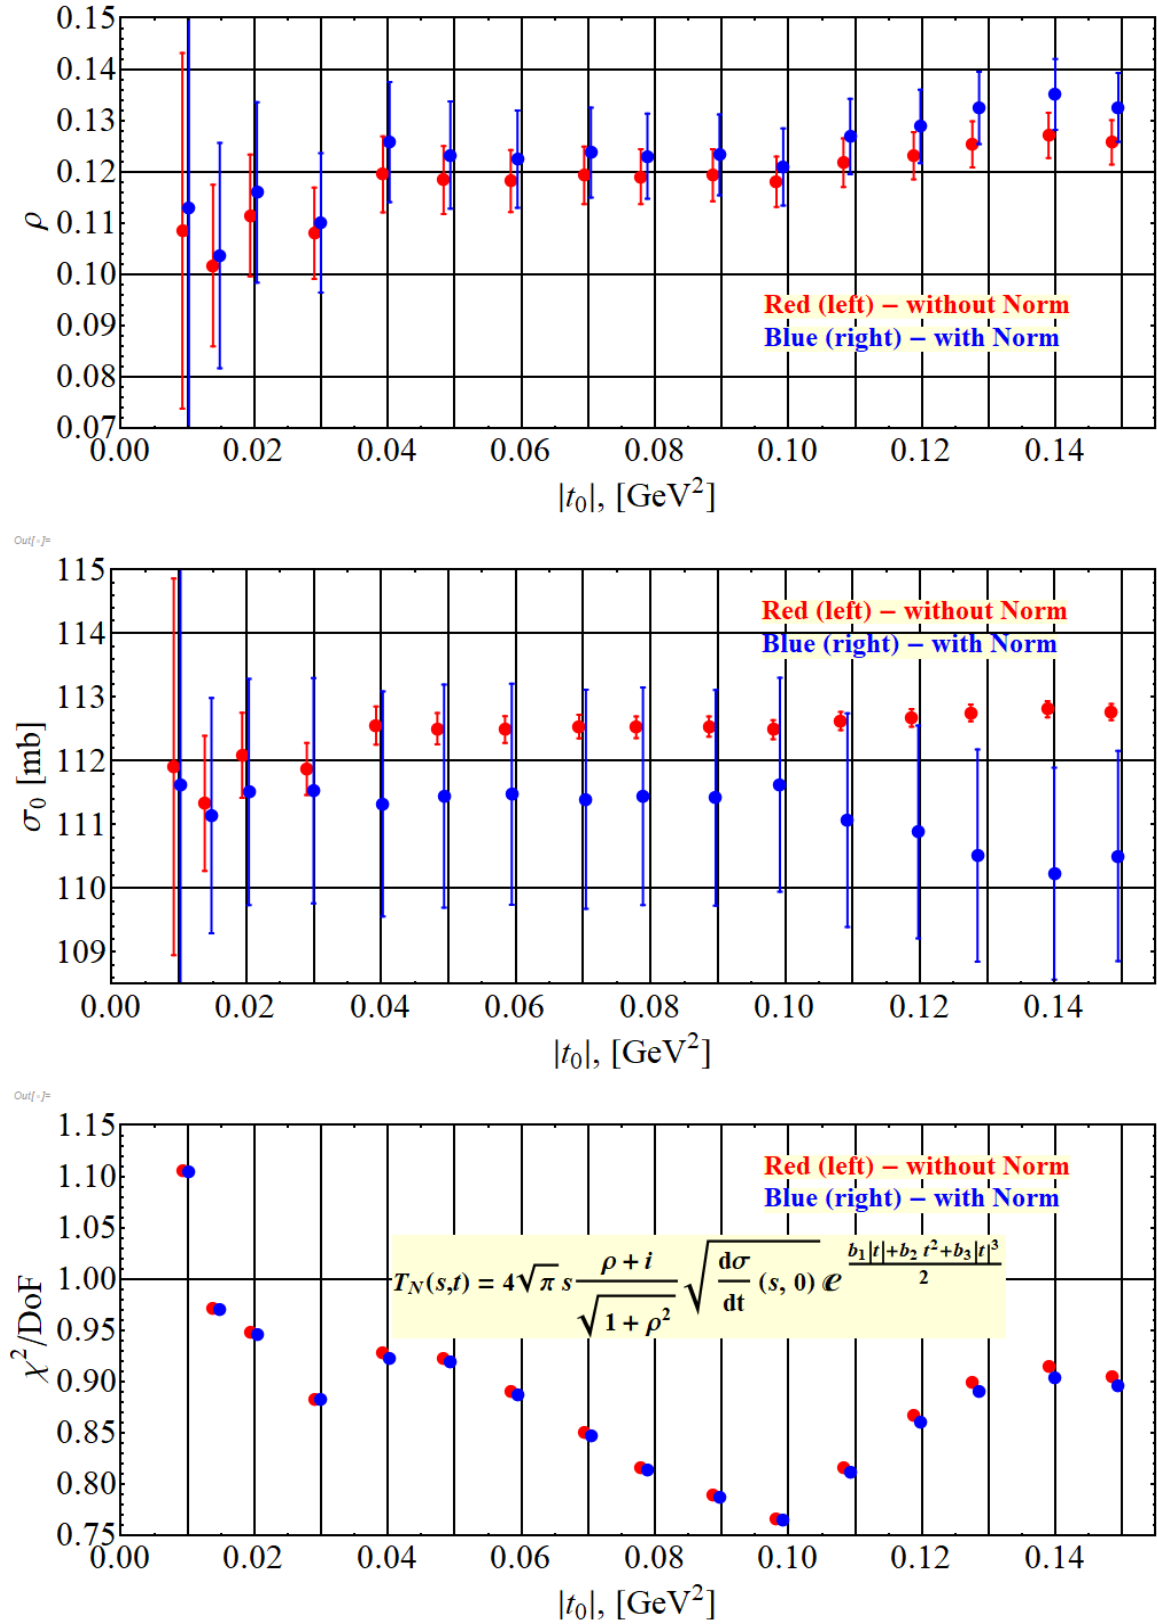 0.15
0.14
0.13
0.12
0.11
0.10
0.09
0.08
0.07
ρ
Red (left) – without Norm
Blue (right) – with Norm
0.00 0.02 0.04 0.06 0.08 0.10 0.12 0.14
|t₀|, [GeV²]
Out[◦]=
115
114
113
112
111
110
109
σ₀ [mb]
Red (left) – without Norm
Blue (right) – with Norm
0.00 0.02 0.04 0.06 0.08 0.10 0.12 0.14
|t₀|, [GeV²]
Out[◦]=
1.15
1.10
1.05
1.00
0.95
0.90
0.85
0.80
0.75
χ²/DoF
Red (left) – without Norm
Blue (right) – with Norm
T_N(s,t) = 4√π s (ρ + i)/√(1 + ρ²) √(dσ/dt (s, 0)) e^((b₁|t|+b₂ t²+b₃|t|³)/2)
0.00 0.02 0.04 0.06 0.08 0.10 0.12 0.14
|t₀|, [GeV²]